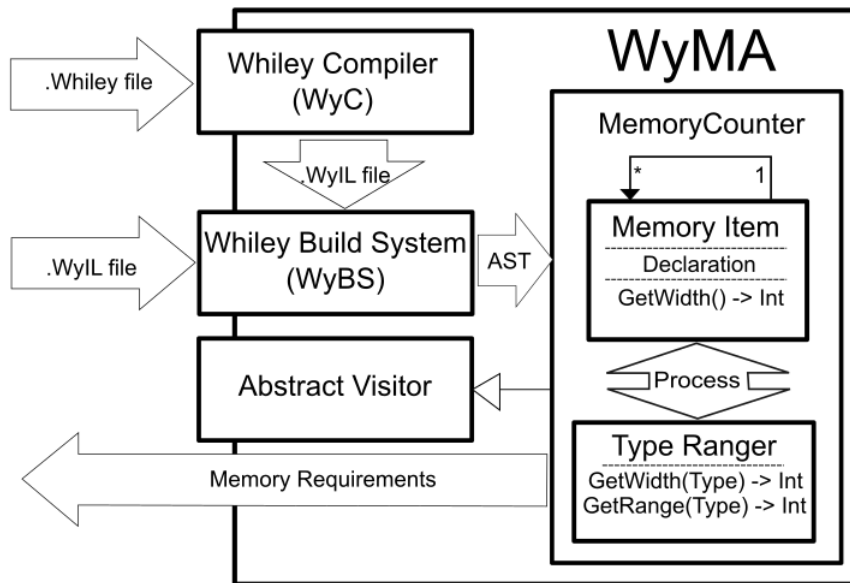 WyMA
.Whiley file
Whiley Compiler
(WyC)
.WyIL file
.WyIL file
Whiley Build System
(WyBS)
AST
MemoryCounter
* 1
Memory Item
Declaration
GetWidth() -> Int
Process
Type Ranger
GetWidth(Type) -> Int
GetRange(Type) -> Int
Abstract Visitor
Memory Requirements